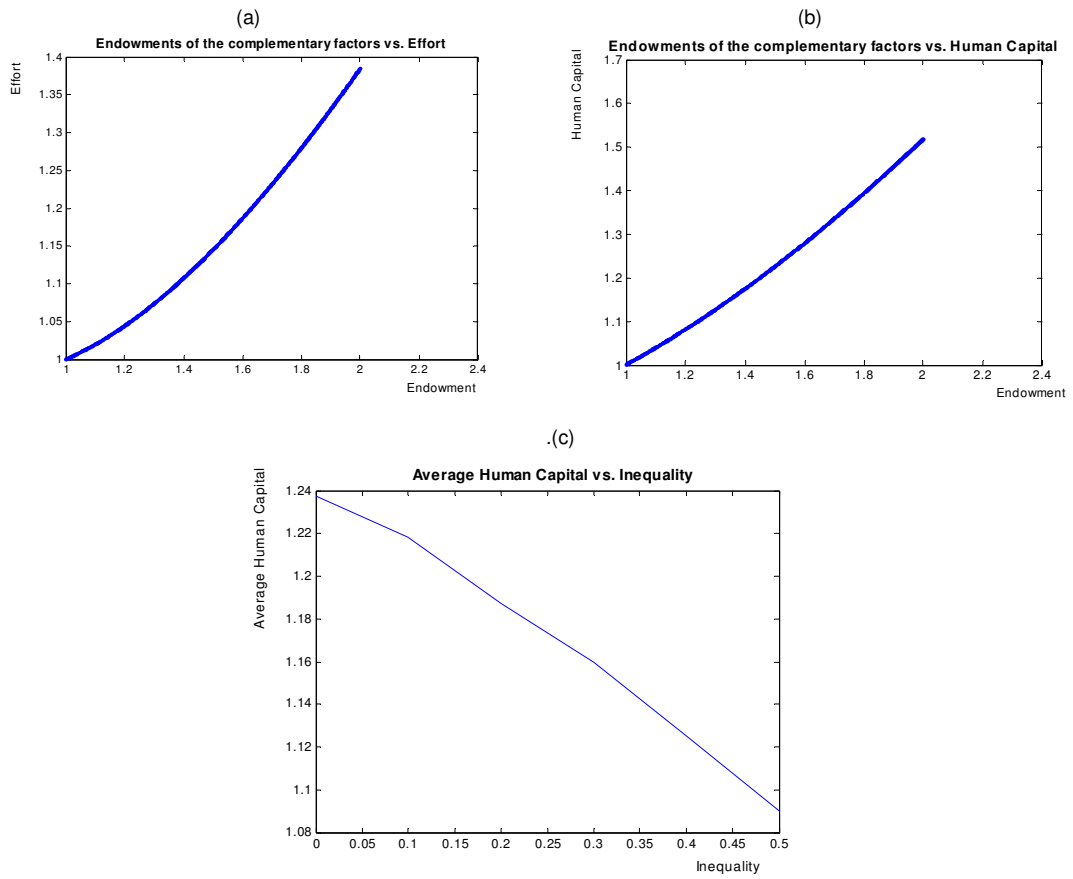 (a)
Endowments of the complementary factors vs. Effort
Effort
1.4
1.35
1.3
1.25
1.2
1.15
1.1
1.05
1
1 1.2 1.4 1.6 1.8 2 2.2 2.4
Endowment
(b)
Endowments of the complementary factors vs. Human Capital
Human Capital
1.7
1.6
1.5
1.4
1.3
1.2
1.1
1
1 1.2 1.4 1.6 1.8 2 2.2 2.4
Endowment
.(c)
Average Human Capital vs. Inequality
Average Human Capital
1.24
1.22
1.2
1.18
1.16
1.14
1.12
1.1
1.08
0 0.05 0.1 0.15 0.2 0.25 0.3 0.35 0.4 0.45 0.5
Inequality